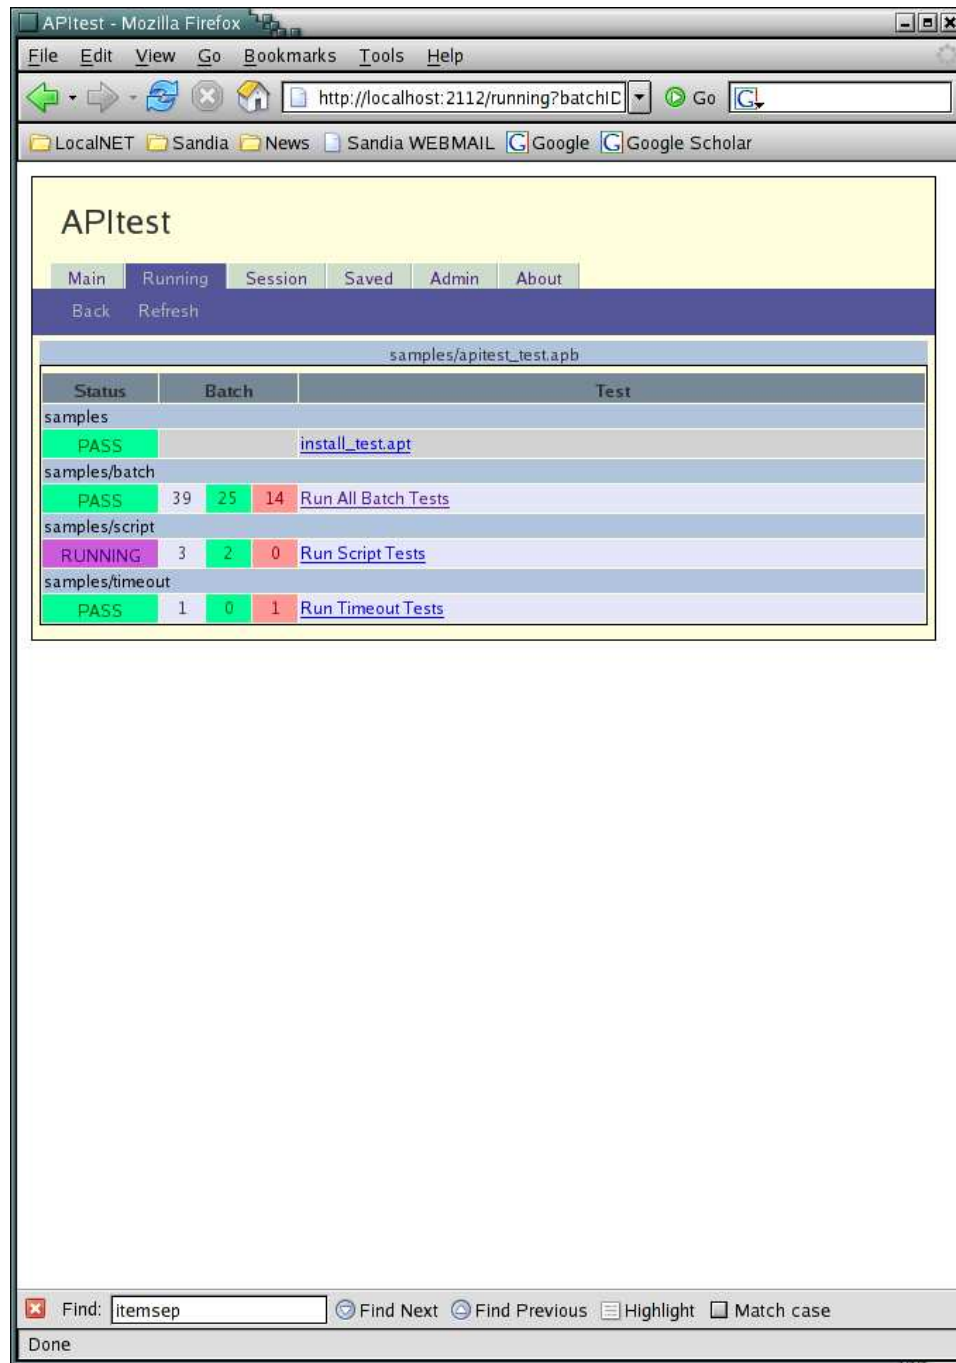 APItest - Mozilla Firefox
File Edit View Go Bookmarks Tools Help
http://localhost:2112/running?batchID Go G
LocalNET Sandia News Sandia WEBMAIL G Google G Google Scholar
APItest
Main Running Session Saved Admin About
Back Refresh
samples/apitest_test.apb
Status Batch Test
samples
PASS install_test.apt
samples/batch
PASS 39 25 14 Run All Batch Tests
samples/script
RUNNING 3 2 0 Run Script Tests
samples/timeout
PASS 1 0 1 Run Timeout Tests
Find: itemsep Find Next Find Previous Highlight Match case
Done